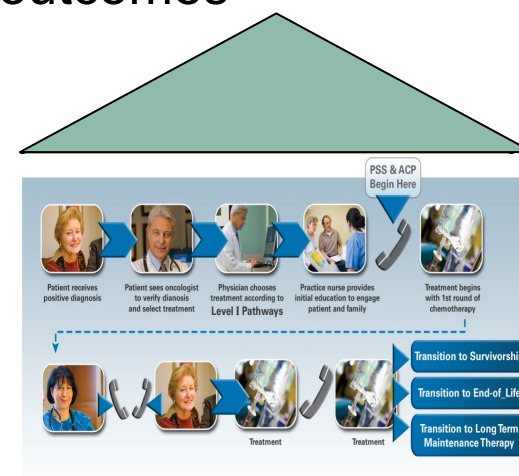 outcomes
PSS & ACP
Begin Here
Patient receives
positive diagnosis
Patient sees oncologist
to verify dianosis
and select treatment
Physician chooses
treatment according to
Level I Pathways
Practice nurse provides
initial education to engage
patient and family
Treatment begins
with 1st round of
chemotherapy
Treatment
Treatment
Transition to Survivorshi
Transition to End-of_Life
Transition to Long Term
Maintenance Therapy